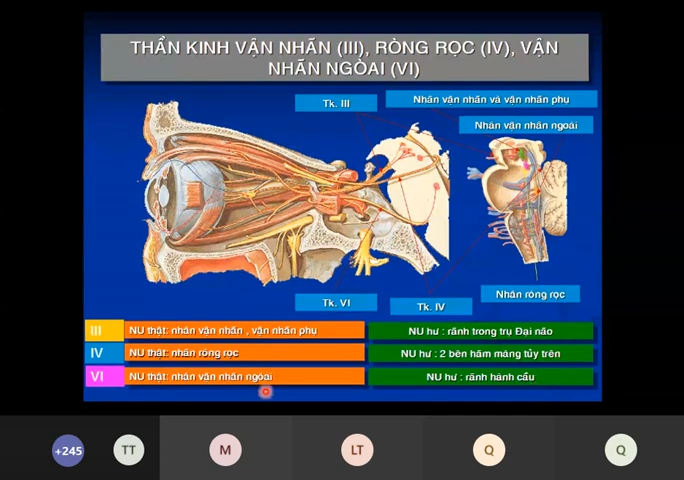 THẦN KINH VẬN NHÃN (III), RÒNG RỌC (IV), VẬN
NHÃN NGÒAI (VI)
Tk. III
Nhân vận nhãn và vận nhãn phụ
Nhân vận nhãn ngoài
Tk. VI
Tk. IV
Nhân ròng rọc
III
NU thật: nhân vận nhãn , vận nhãn phụ
NU hư : rãnh trong trụ Đại não
IV
NU thật: nhân ròng rọc
NU hư : 2 bên hãm màng tủy trên
VI
NU thật: nhân vận nhãn ngòai
NU hư : rãnh hành cầu
+245
TT
M
LT
Q
Q